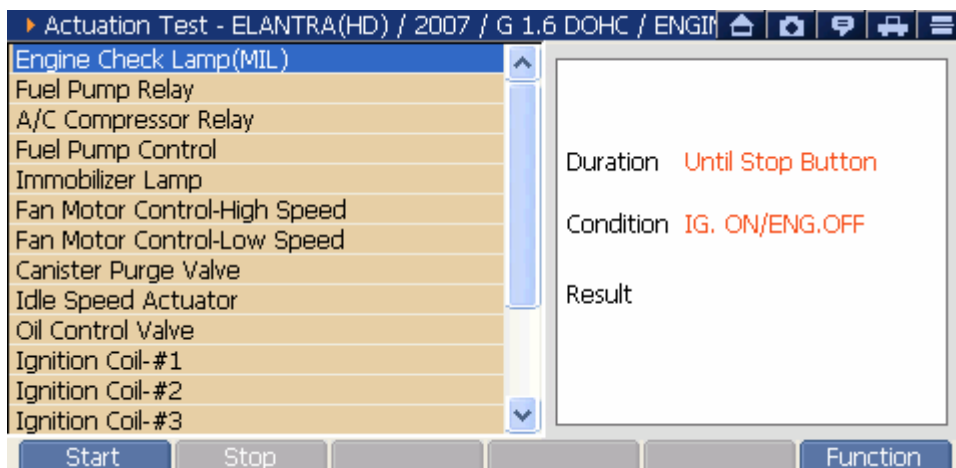 Actuation Test - ELANTRA(HD) / 2007 / G 1.6 DOHC / ENGIN
Engine Check Lamp(MIL)
Fuel Pump Relay
A/C Compressor Relay
Fuel Pump Control
Immobilizer Lamp
Fan Motor Control-High Speed
Fan Motor Control-Low Speed
Canister Purge Valve
Idle Speed Actuator
Oil Control Valve
Ignition Coil-#1
Ignition Coil-#2
Ignition Coil-#3
Duration Until Stop Button
Condition IG. ON/ENG.OFF
Result
Start Stop Function